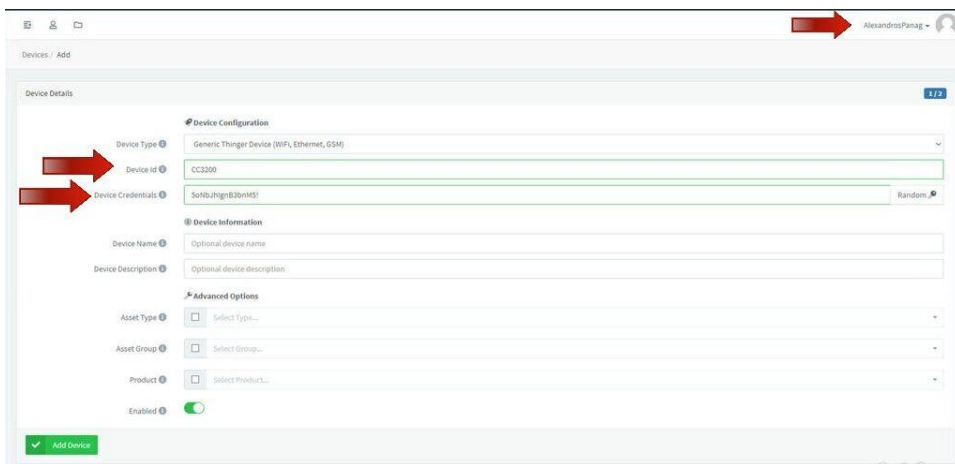 AlexandrosPanag
Devices / Add
Device Details
1/2
Device Configuration
Device Type
Generic Thinger Device (WiFi, Ethernet, GSM)
Device Id
CC3200
Device Credentials
Random
Device Information
Device Name
Optional device name
Device Description
Optional device description
Advanced Options
Asset Type
Select Type...
Asset Group
Select Group...
Product
Select Product...
Enabled
Add Device